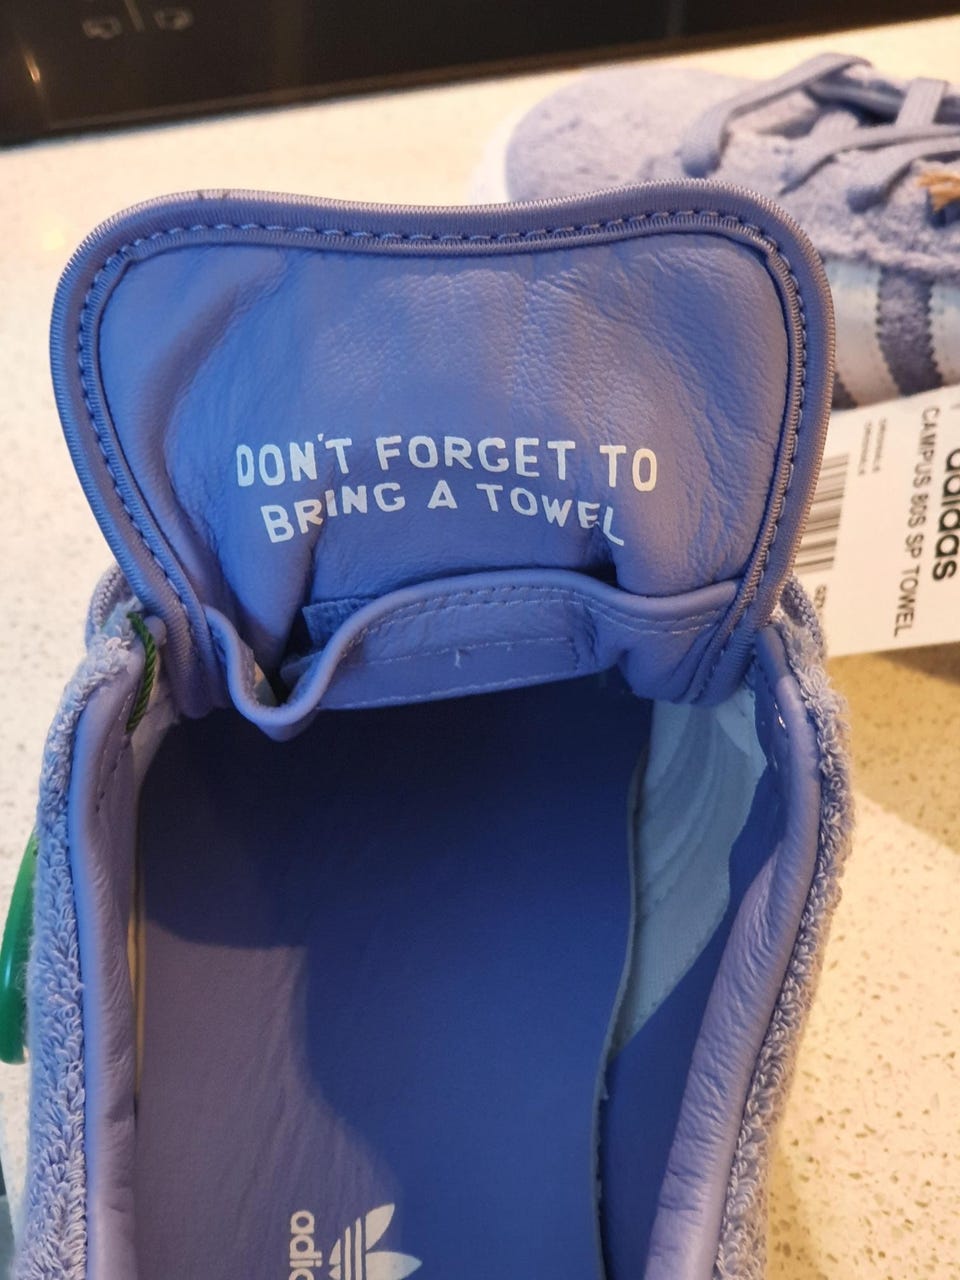 DON'T FORGET TO
BRING A TOWEL
adidas
CAMPUS 80S SP TOWEL